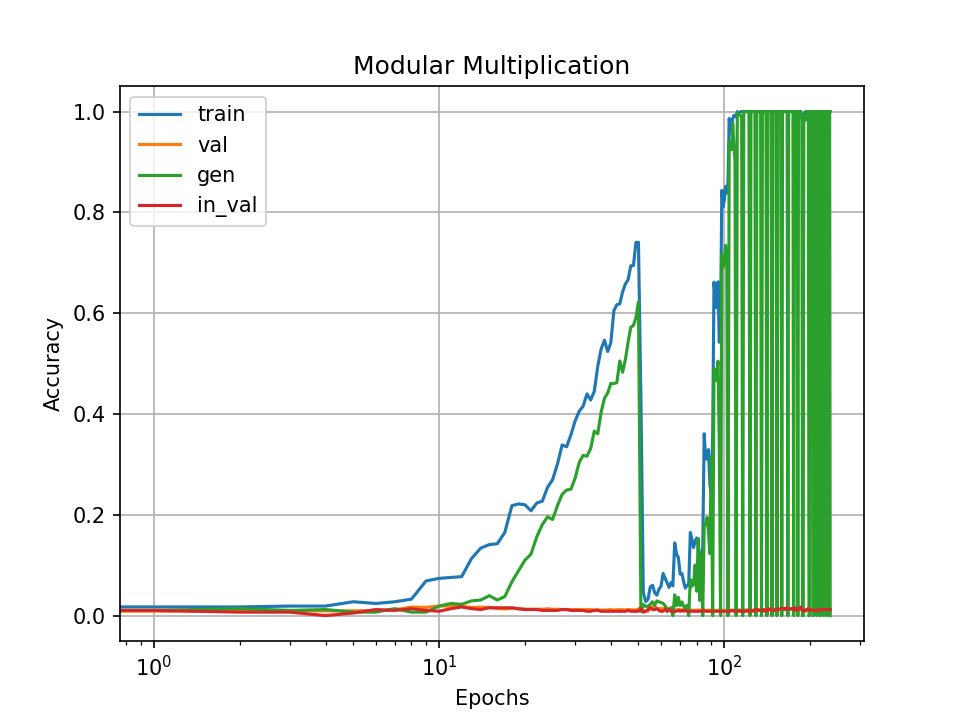 Modular Multiplication
train
val
gen
in_val
1.0
0.8
0.6
0.4
0.2
0.0
Accuracy
10⁰ 10¹ 10²
Epochs